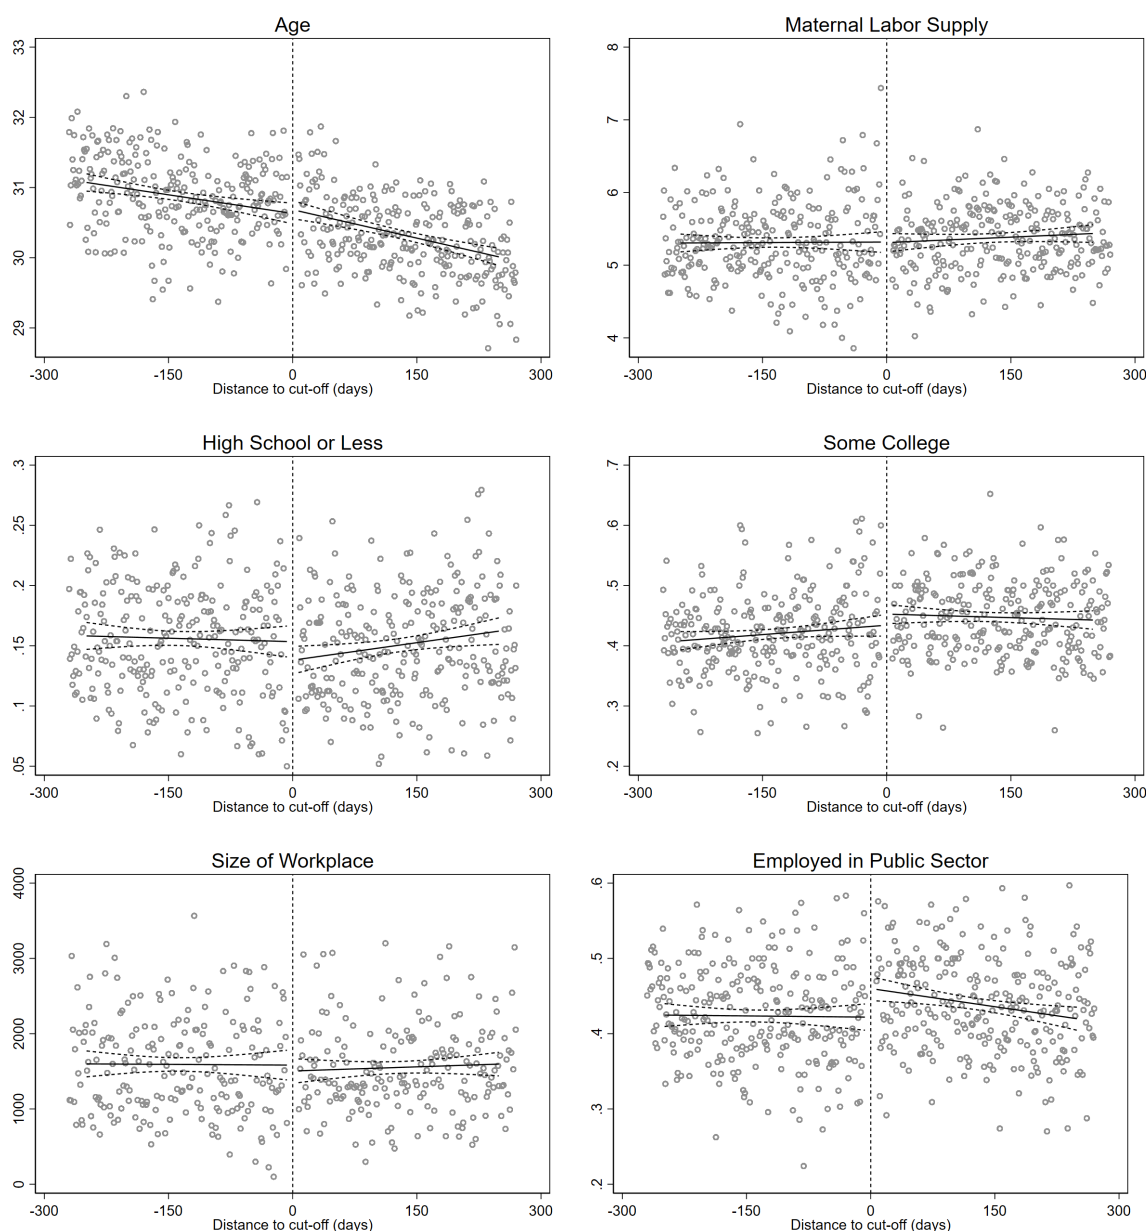 Age
33
32
31
30
29
-300 -150 0 150 300
Distance to cut-off (days)
Maternal Labor Supply
8
7
6
5
4
-300 -150 0 150 300
Distance to cut-off (days)
High School or Less
.3
.25
.2
.15
.1
.05
-300 -150 0 150 300
Distance to cut-off (days)
Some College
.7
.6
.5
.4
.3
.2
-300 -150 0 150 300
Distance to cut-off (days)
Size of Workplace
4000
3000
2000
1000
0
-300 -150 0 150 300
Distance to cut-off (days)
Employed in Public Sector
.6
.5
.4
.3
.2
-300 -150 0 150 300
Distance to cut-off (days)